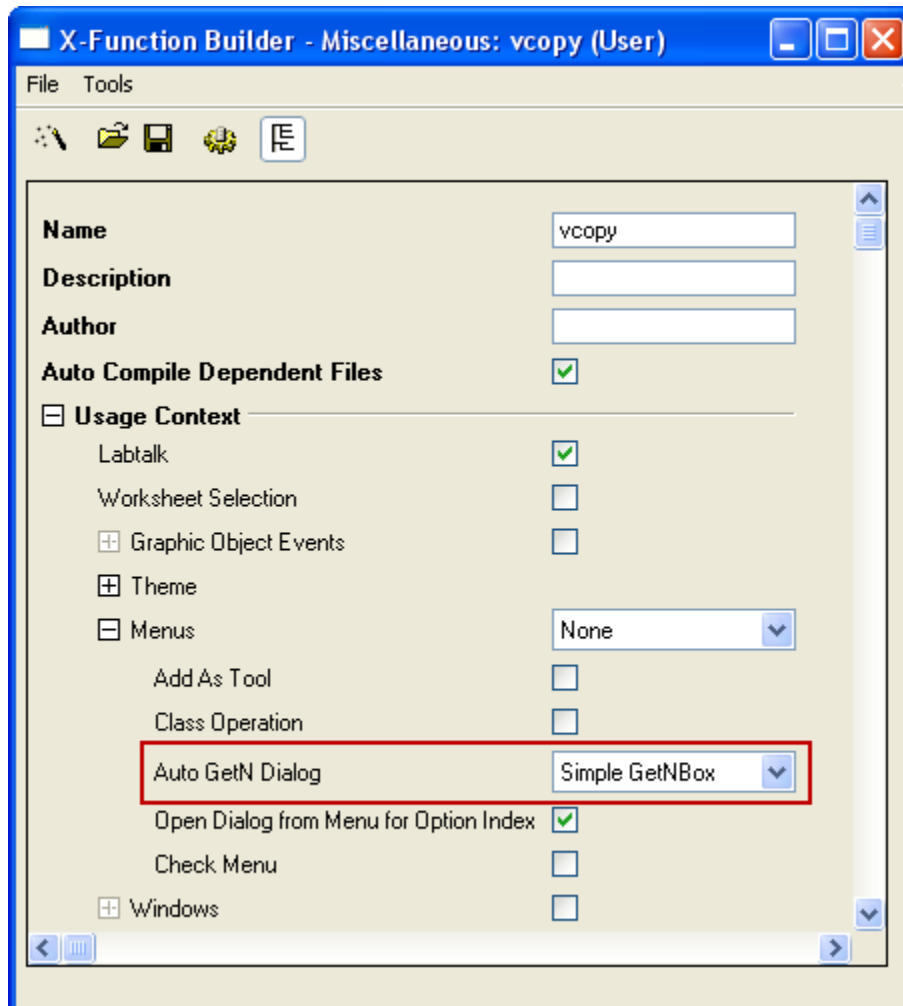 X-Function Builder - Miscellaneous: vcopy (User)
File Tools
Name vcopy
Description
Author
Auto Compile Dependent Files
Usage Context
Labtalk
Worksheet Selection
Graphic Object Events
Theme
Menus None
Add As Tool
Class Operation
Auto GetN Dialog Simple GetNBox
Open Dialog from Menu for Option Index
Check Menu
Windows